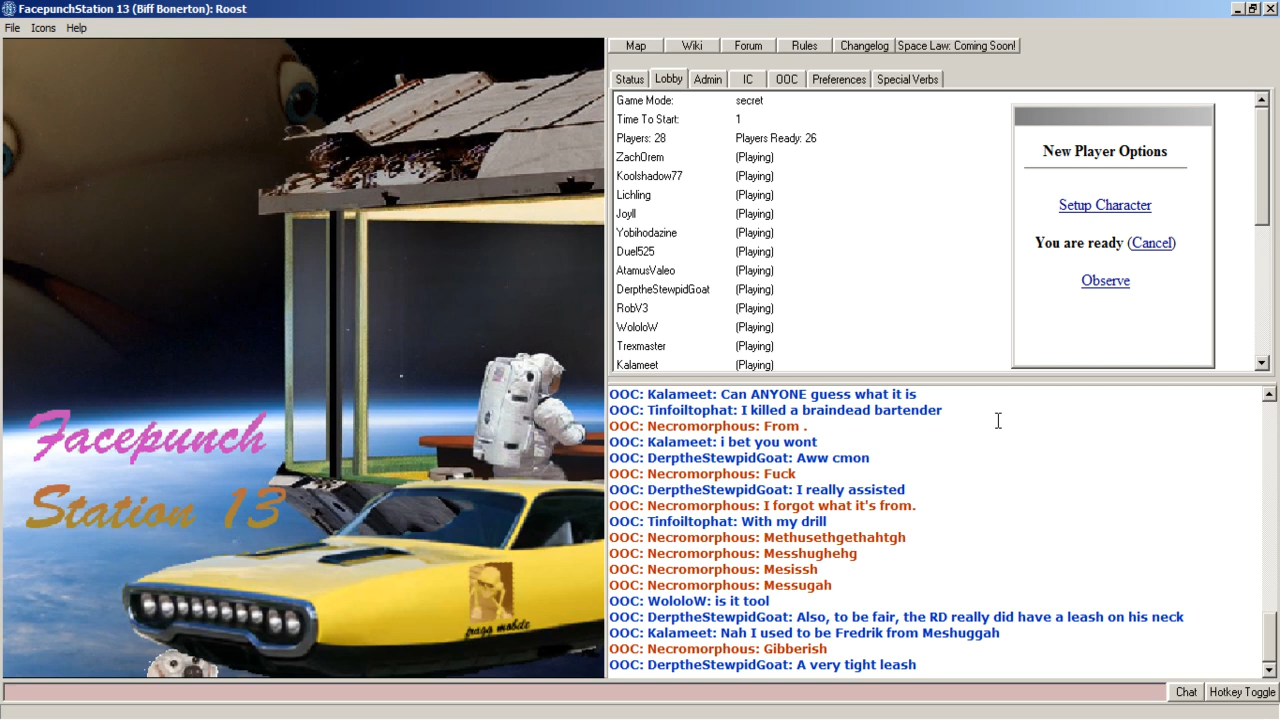 FacepunchStation 13 (Biff Bonerton): Roost
File Icons Help
Map Wiki Forum Rules Changelog Space Law: Coming Soon!
Status Lobby Admin IC OOC Preferences Special Verbs
Game Mode: secret
Time To Start: 1
Players: 28 Players Ready: 26
ZachOrem (Playing)
Koolshadow77 (Playing)
Lichling (Playing)
Joyll (Playing)
Yobihodazine (Playing)
Duel525 (Playing)
AtamusValeo (Playing)
DerptheStewpidGoat (Playing)
RobV3 (Playing)
WololoW (Playing)
Trexmaster (Playing)
Kalameet (Playing)
New Player Options
Setup Character
You are ready (Cancel)
Observe
Facepunch
Station 13
frago mobile
OOC: Kalameet: Can ANYONE guess what it is
OOC: Tinfoiltophat: I killed a braindead bartender
OOC: Necromorphous: From .
OOC: Kalameet: i bet you wont
OOC: DerptheStewpidGoat: Aww cmon
OOC: Necromorphous: Fuck
OOC: DerptheStewpidGoat: I really assisted
OOC: Necromorphous: I forgot what it's from.
OOC: Tinfoiltophat: With my drill
OOC: Necromorphous: Methusethgethahtgh
OOC: Necromorphous: Messhughehg
OOC: Necromorphous: Mesissh
OOC: Necromorphous: Messugah
OOC: WololoW: is it tool
OOC: DerptheStewpidGoat: Also, to be fair, the RD really did have a leash on his neck
OOC: Kalameet: Nah I used to be Fredrik from Meshuggah
OOC: Necromorphous: Gibberish
OOC: DerptheStewpidGoat: A very tight leash
Chat Hotkey Toggle